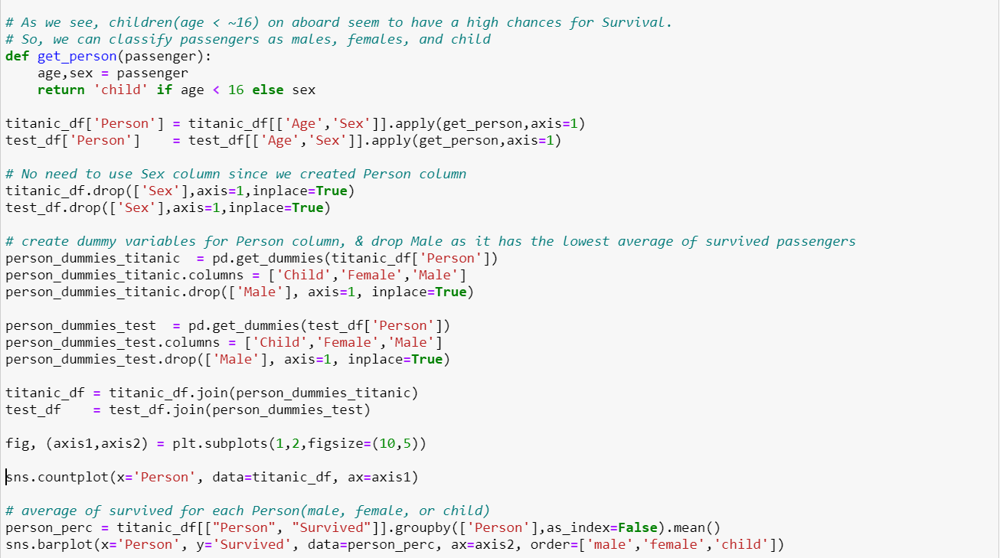 # As we see, children(age < ~16) on aboard seem to have a high chances for Survival.
# So, we can classify passengers as males, females, and child
def get_person(passenger):
    age,sex = passenger
    return 'child' if age < 16 else sex

titanic_df['Person'] = titanic_df[['Age','Sex']].apply(get_person,axis=1)
test_df['Person']    = test_df[['Age','Sex']].apply(get_person,axis=1)

# No need to use Sex column since we created Person column
titanic_df.drop(['Sex'],axis=1,inplace=True)
test_df.drop(['Sex'],axis=1,inplace=True)

# create dummy variables for Person column, & drop Male as it has the lowest average of survived passengers
person_dummies_titanic  = pd.get_dummies(titanic_df['Person'])
person_dummies_titanic.columns = ['Child','Female','Male']
person_dummies_titanic.drop(['Male'], axis=1, inplace=True)

person_dummies_test  = pd.get_dummies(test_df['Person'])
person_dummies_test.columns = ['Child','Female','Male']
person_dummies_test.drop(['Male'], axis=1, inplace=True)

titanic_df = titanic_df.join(person_dummies_titanic)
test_df    = test_df.join(person_dummies_test)

fig, (axis1,axis2) = plt.subplots(1,2,figsize=(10,5))

sns.countplot(x='Person', data=titanic_df, ax=axis1)

# average of survived for each Person(male, female, or child)
person_perc = titanic_df[["Person", "Survived"]].groupby(['Person'],as_index=False).mean()
sns.barplot(x='Person', y='Survived', data=person_perc, ax=axis2, order=['male','female','child'])